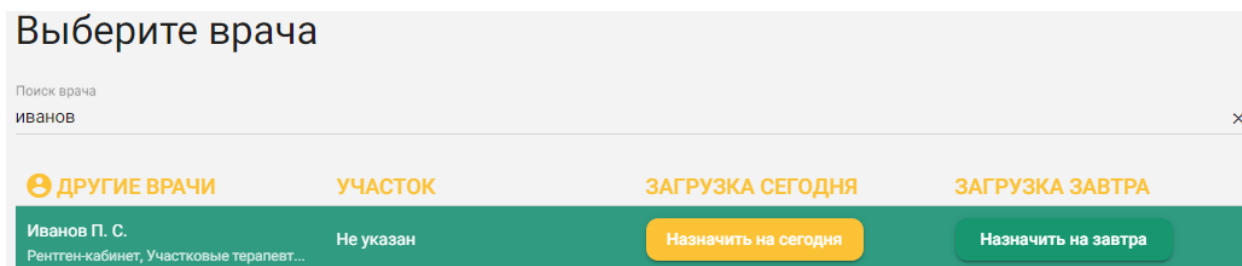 Выберите врача
Поиск врача
иванов
ДРУГИЕ ВРАЧИ УЧАСТОК ЗАГРУЗКА СЕГОДНЯ ЗАГРУЗКА ЗАВТРА
Иванов П. С.
Не указан Назначить на сегодня Назначить на завтра
Рентген-кабинет, Участковые терапевт...